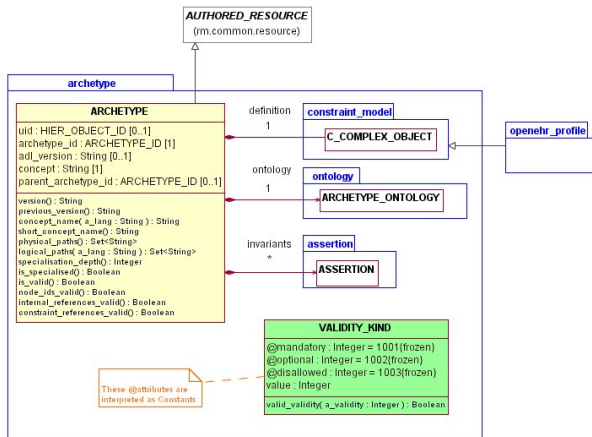 AUTHORED_RESOURCE
(rm.common.resource)
archetype
ARCHETYPE
uid : HIER_OBJECT_ID [0..1]
archetype_id : ARCHETYPE_ID [1]
adl_version : String [0..1]
concept : String [1]
parent_archetype_id : ARCHETYPE_ID [0..1]
version() : String
previous_version() : String
concept_name( a_lang : String ) : String
short_concept_name() : String
physical_paths() : Set<String>
logical_paths( a_lang : String ) : Set<String>
specialisation_depth() : Integer
is_specialised() : Boolean
is_valid() : Boolean
node_ids_valid() : Boolean
internal_references_valid() : Boolean
constraint_references_valid() : Boolean
definition
1
constraint_model
C_COMPLEX_OBJECT
openehr_profile
ontology
1
ontology
ARCHETYPE_ONTOLOGY
invariants
*
assertion
ASSERTION
VALIDITY_KIND
@mandatory : Integer = 1001{frozen}
@optional : Integer = 1002{frozen}
@disallowed : Integer = 1003{frozen}
value : Integer
valid_validity( a_validity : Integer ) : Boolean
These @attibutes are
interpreted as Constants